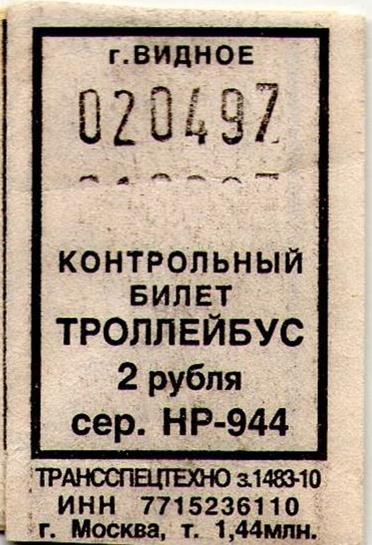 г.ВИДНОЕ
020497
КОНТРОЛЬНЫЙ
БИЛЕТ
ТРОЛЛЕЙБУС
2 рубля
сер. НР-944
ТРАНССПЕЦТЕХНО з.1483-10
ИНН 7715236110
г. Москва, т. 1,44млн.